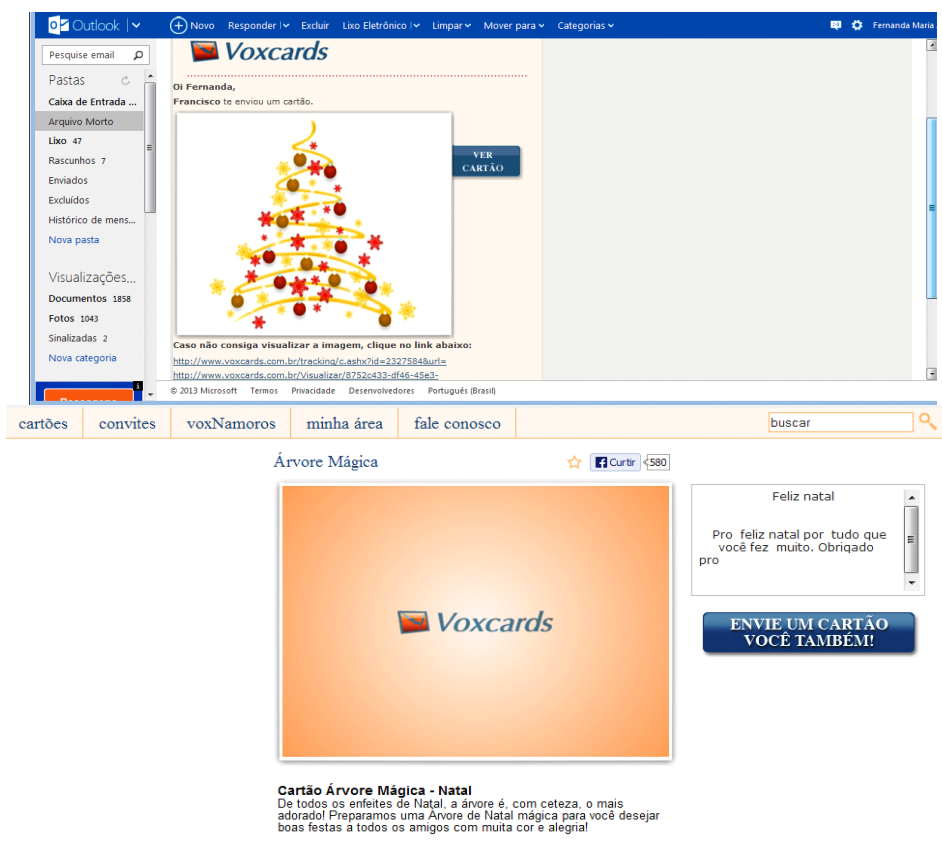 Outlook
Novo Responder Excluir Lixo Eletrônico Limpar Mover para Categorias Fernanda Maria
Pesquise email
Pastas
Caixa de Entrada ...
Arquivo Morto
Lixo 47
Rascunhos 7
Enviados
Excluídos
Histórico de mens...
Nova pasta
Visualizações...
Documentos 1858
Fotos 1043
Sinalizadas 2
Nova categoria
Voxcards
Oi Fernanda,
Francisco te enviou um cartão.
VER
CARTÃO
Caso não consiga visualizar a imagem, clique no link abaixo:
http://www.voxcards.com.br/tracking/c.ashx?id=2327584&url=
http://www.voxcards.com.br/Visualizar/8752c433-df46-45e3-
© 2013 Microsoft Termos Privacidade Desenvolvedores Português (Brasil)
cartões convites voxNamoros minha área fale conosco buscar
Árvore Mágica
Curtir 580
Voxcards
Feliz natal
Pro feliz natal por tudo que
você fez muito. Obrigado
pro
ENVIE UM CARTÃO
VOCÊ TAMBÉM!
Cartão Árvore Mágica - Natal
De todos os enfeites de Natal, a árvore é, com ceteza, o mais
adorado! Preparamos uma Árvore de Natal mágica para você desejar
boas festas a todos os amigos com muita cor e alegria!